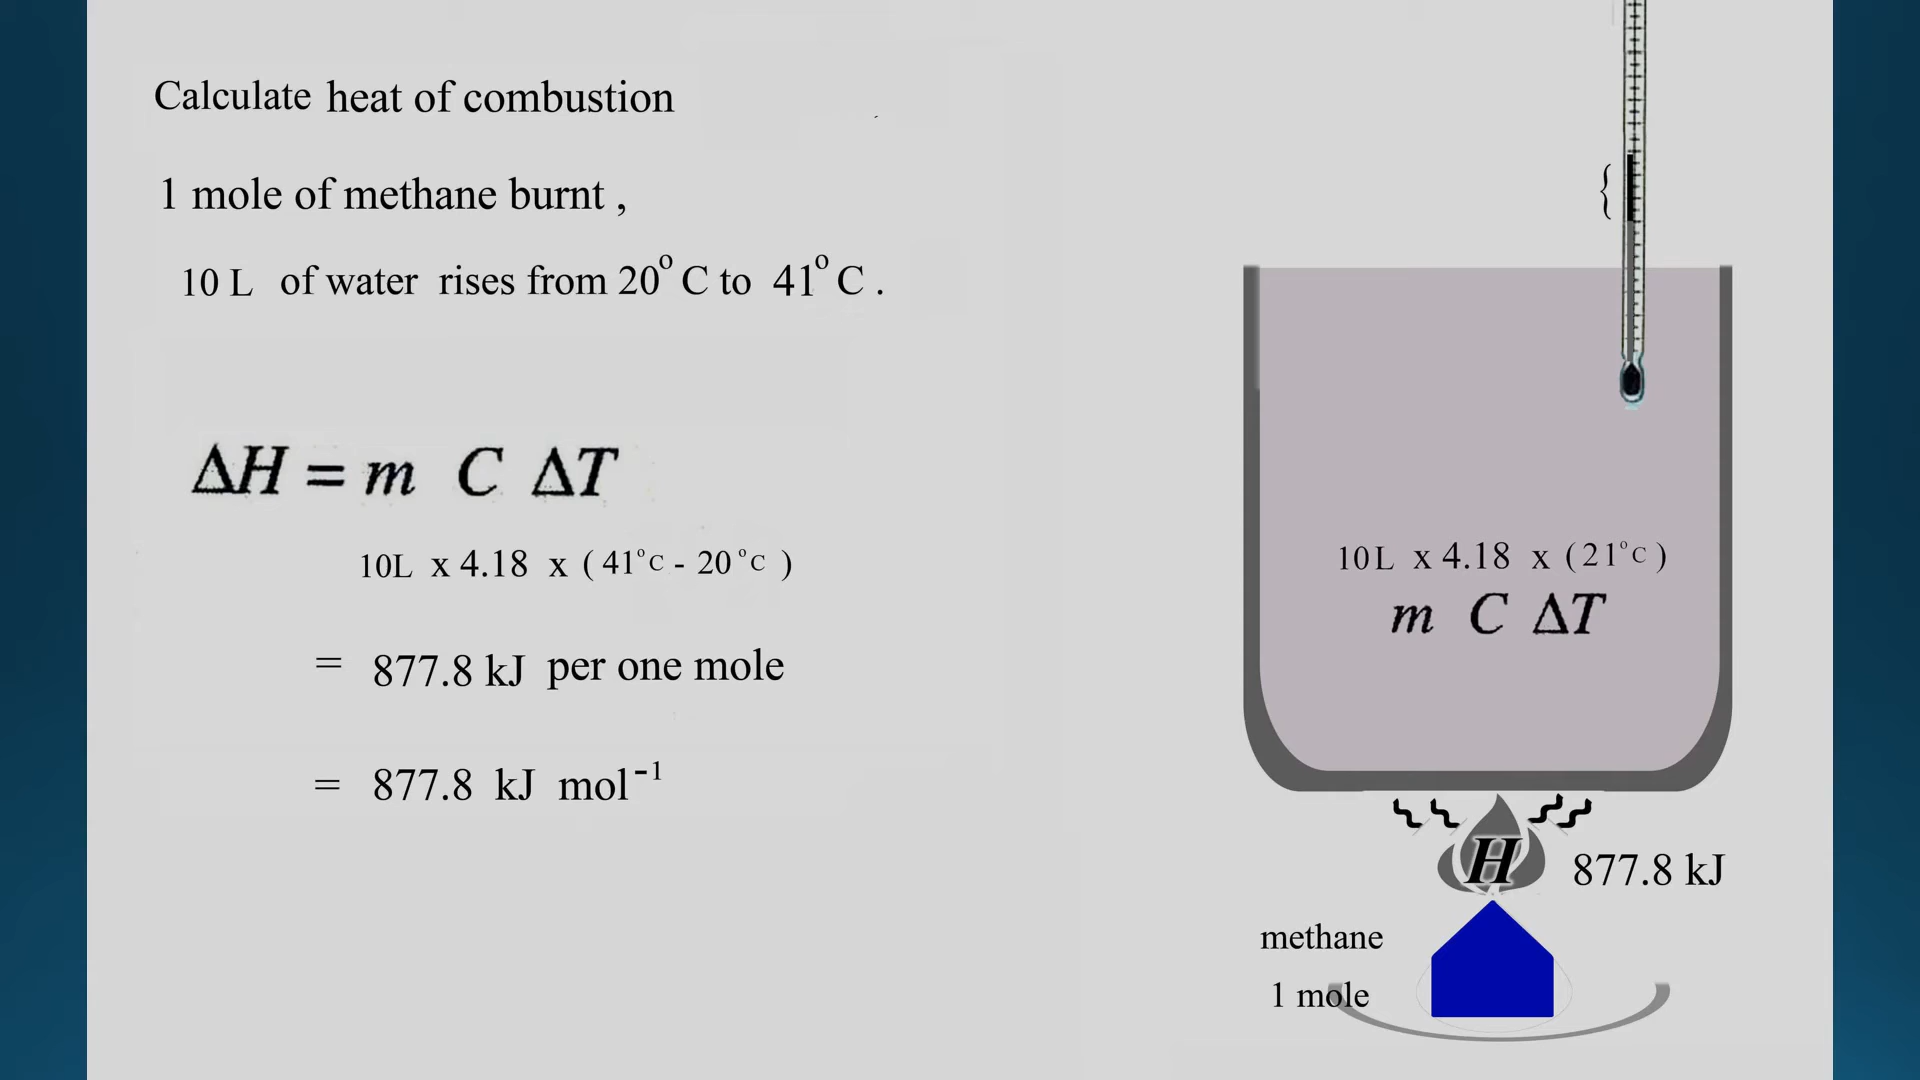 Calculate heat of combustion
1 mole of methane burnt ,
10 L of water rises from 20° C to 41° C .
ΔH = m C ΔT
10L x 4.18 x ( 41°C - 20 °C )
= 877.8 kJ per one mole
= 877.8 kJ mol⁻¹
{
10L x 4.18 x (21°C )
m C ΔT
H 877.8 kJ
methane
1 mole